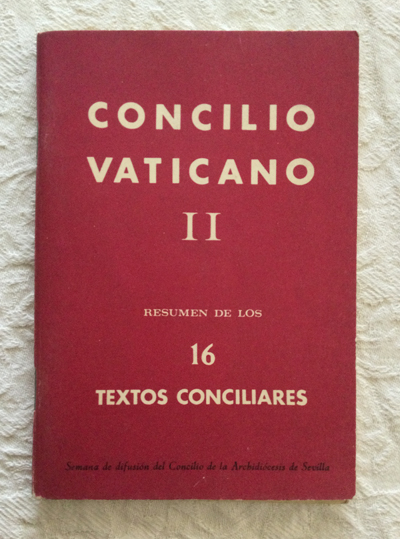 CONCILIO
VATICANO
II
RESUMEN DE LOS
16
TEXTOS CONCILIARES
Semana de difusión del Concilio de la Archidiócesis de Sevilla